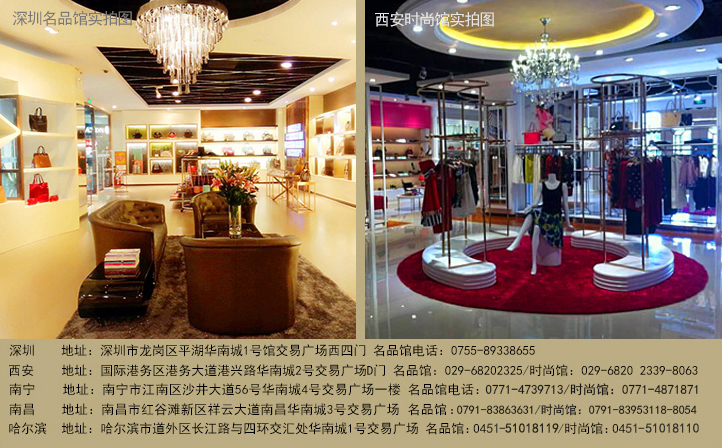 深圳名品馆实拍图
西安时尚馆实拍图
深圳 地址：深圳市龙岗区平湖华南城1号馆交易广场西四门 名品馆电话：0755-89338655
西安 地址：国际港务区港务大道港兴路华南城2号交易广场D门 名品馆：029-68202325/时尚馆：029-6820 2339-8063
南宁 地址：南宁市江南区沙井大道56号华南城4号交易广场一楼 名品馆电话：0771-4739713/时尚馆：0771-4871871
南昌 地址：南昌市红谷滩新区祥云大道南昌华南城3号交易广场 名品馆：0791-83863631/时尚馆：0791-83953118-8054
哈尔滨 地址：哈尔滨市道外区长江路与四环交汇处华南城1号交易广场 名品馆：0451-51018119/时尚馆：0451-51018110